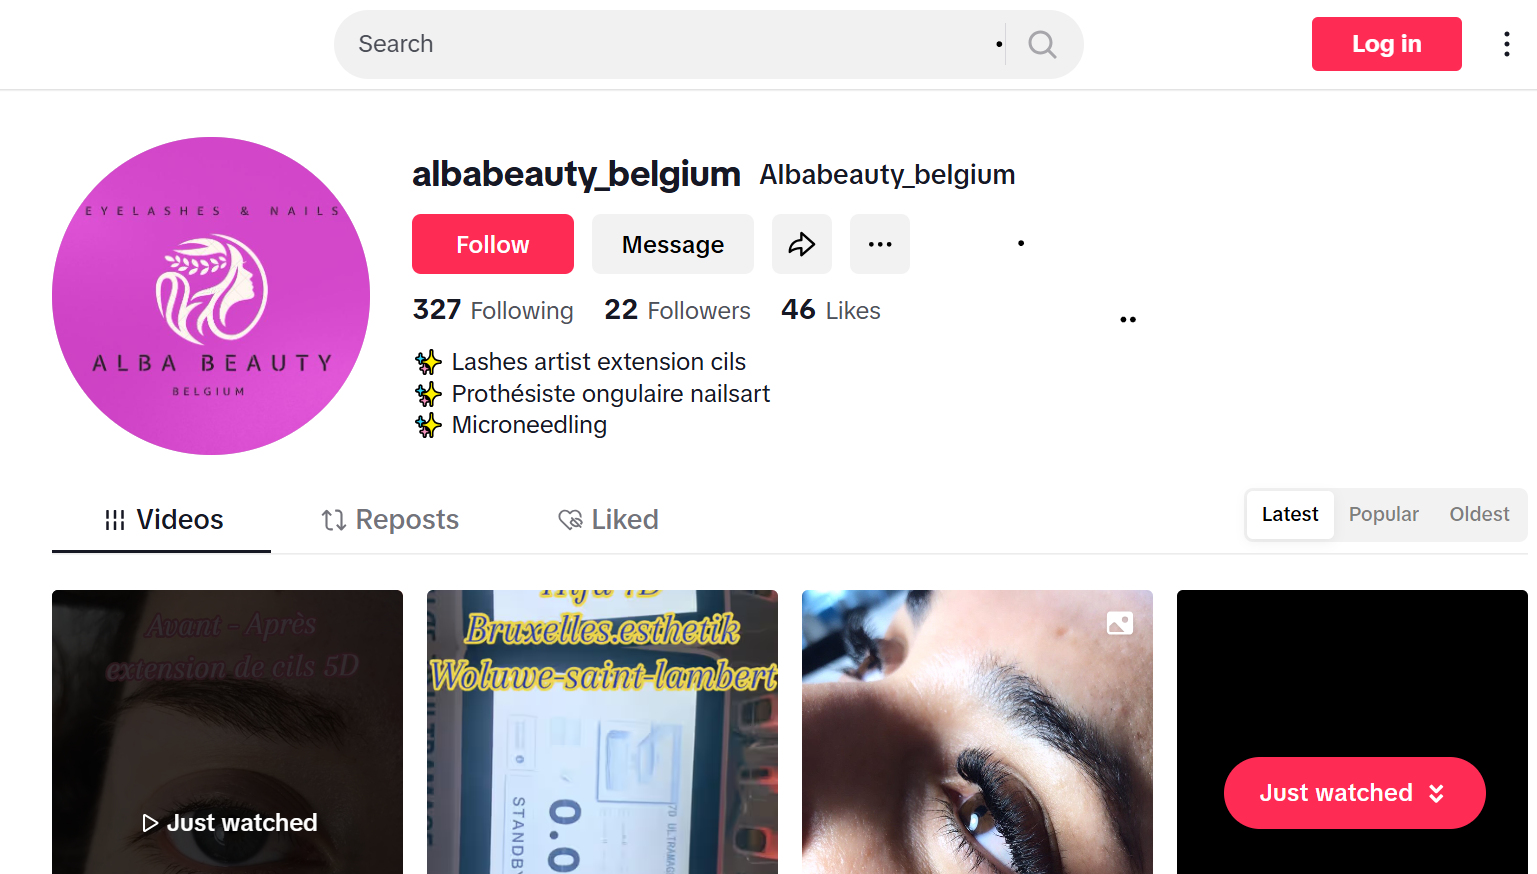 Search
Log in
EYELASHES & NAILS
ALBA BEAUTY
BELGIUM
albabeauty_belgium Albabeauty_belgium
Follow Message
327 Following 22 Followers 46 Likes
✨ Lashes artist extension cils
✨ Prothésiste ongulaire nailsart
✨ Microneedling
Videos Reposts Liked
Latest Popular Oldest
Avant - Après
extension de cils 5D
Just watched
Bruxelles.esthetik
Woluwe-saint-lambert
STANDBY
0.0
Just watched